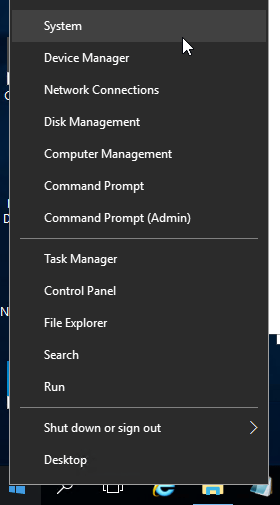 System
Device Manager
Network Connections
Disk Management
Computer Management
Command Prompt
Command Prompt (Admin)
Task Manager
Control Panel
File Explorer
Search
Run
Shut down or sign out
Desktop